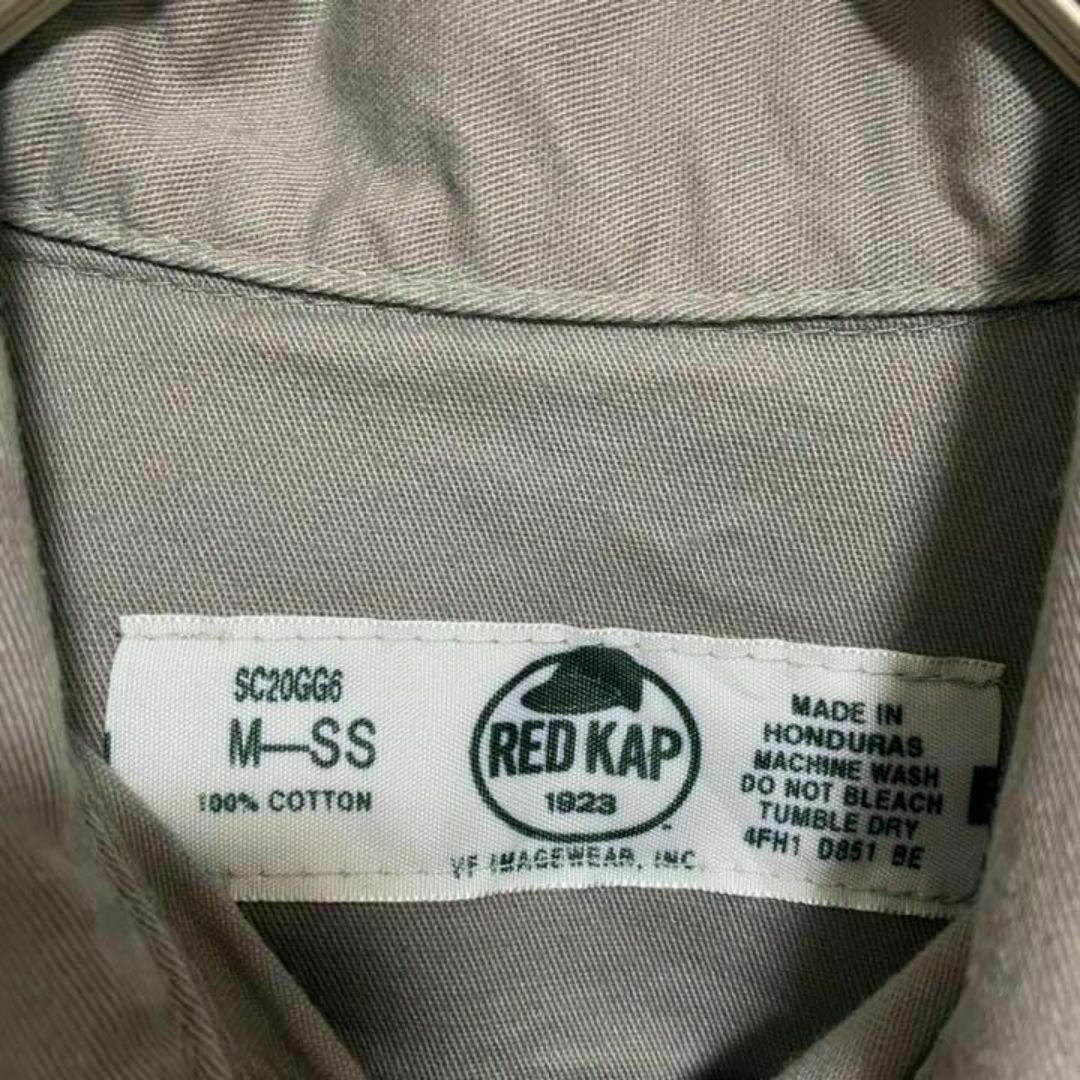 SC20GG6
M—SS
100% COTTON
RED KAP
1923
VF IMAGEWEAR, INC
MADE IN
HONDURAS
MACHINE WASH
DO NOT BLEACH
TUMBLE DRY
4FH1 D851 BE